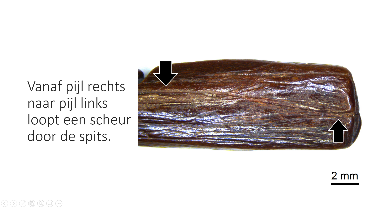 Vanaf pijl rechts
naar pijl links
loopt een scheur
door de spits.
2 mm